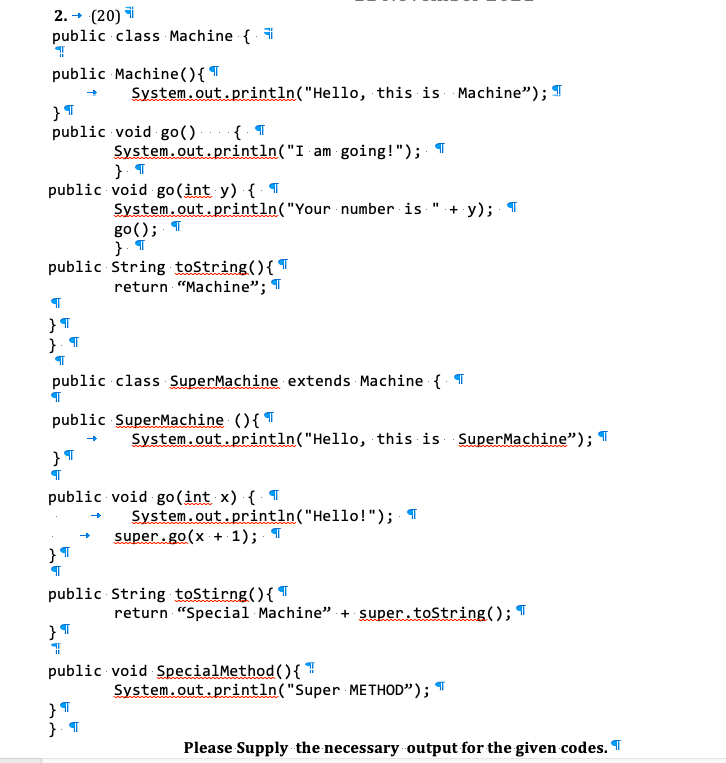 2. (20)
public class Machine {
public Machine(){
System.out.println("Hello, this is Machine”);
}
public void go() {
System.out.println("I am going!");
}
public void go(int y) {
System.out.println("Your number is " + y);
go();
}
public String toString(){
return “Machine”;
}
}
public class SuperMachine extends Machine {
public SuperMachine (){
System.out.println("Hello, this is SuperMachine”);
}
public void go(int x) {
System.out.println("Hello!");
super.go(x + 1);
}
public String toStirng(){
return “Special Machine” + super.toString();
}
public void SpecialMethod(){
System.out.println("Super METHOD”);
}
}
Please Supply the necessary output for the given codes.